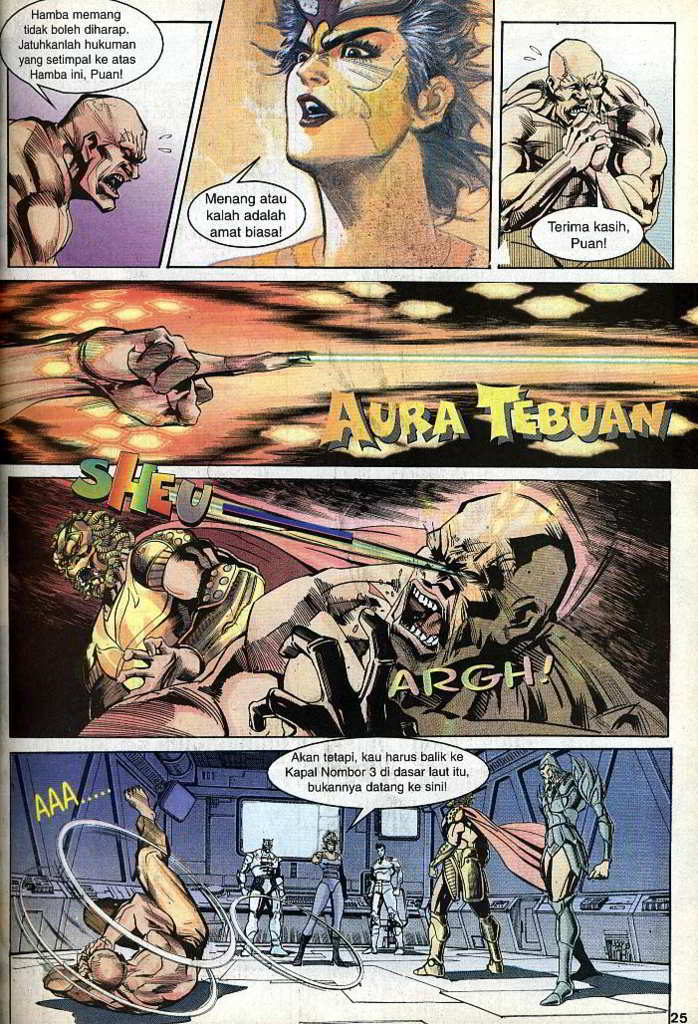 Hamba memang
tidak boleh diharap.
Jatuhkanlah hukuman
yang setimpal ke atas
Hamba ini, Puan!
Menang atau
kalah adalah
amat biasa!
Terima kasih,
Puan!
AURA TEBUAN
SHEU
ARGH!
Akan tetapi, kau harus balik ke
Kapal Nombor 3 di dasar laut itu,
bukannya datang ke sini!
AAA.....
25